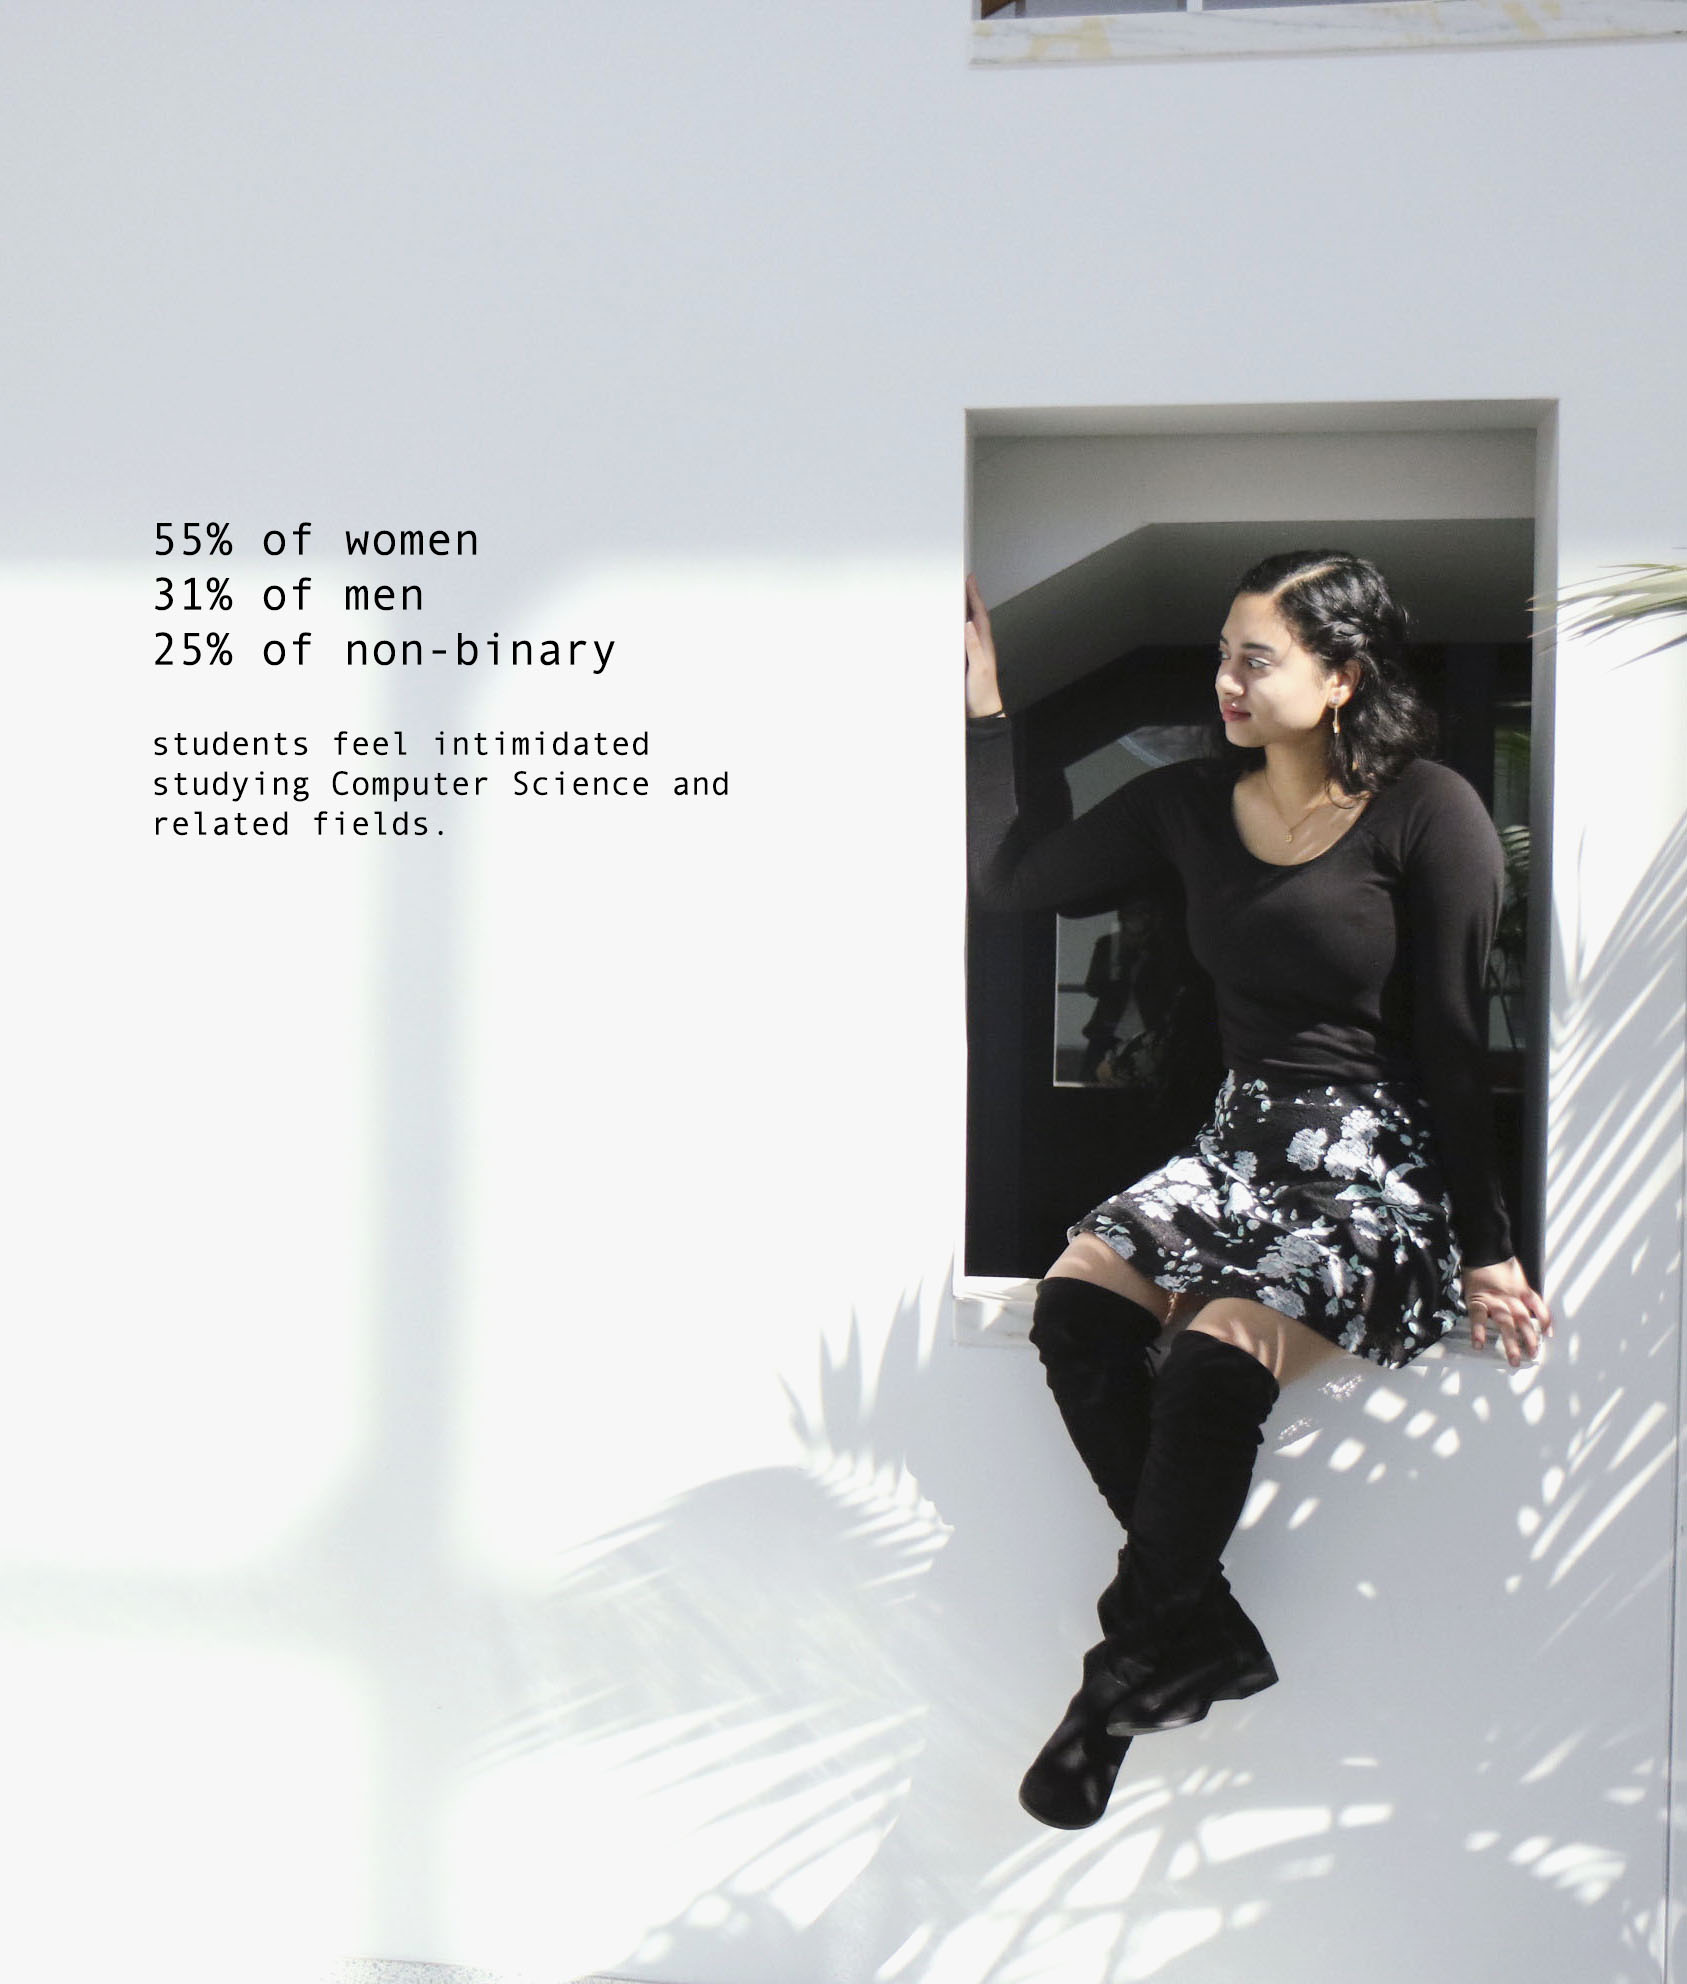 55% of women
31% of men
25% of non-binary
students feel intimidated
studying Computer Science and
related fields.